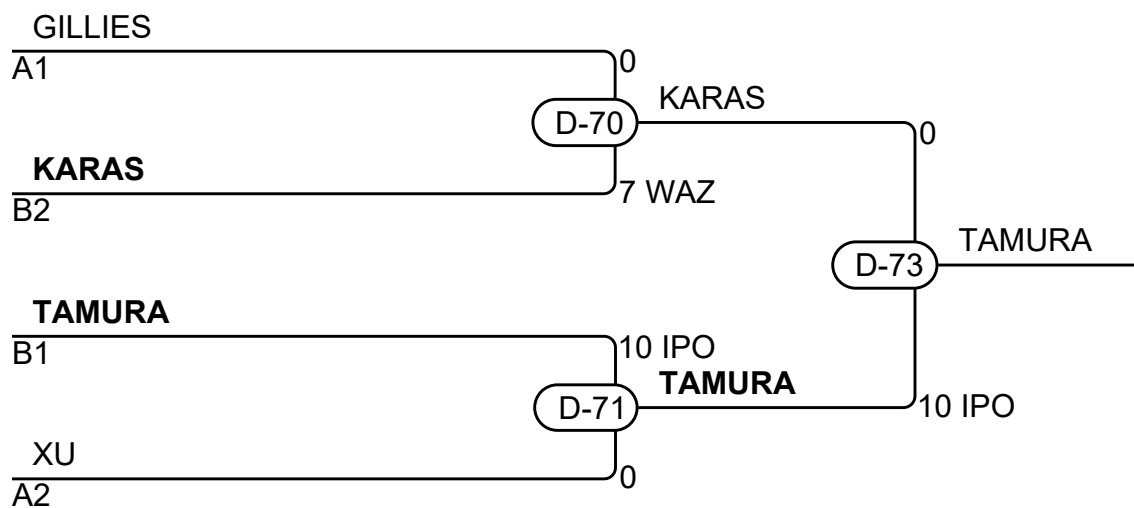 GILLIES
A1
0
D-70
KARAS
0
KARAS
B2
7 WAZ
D-73
TAMURA
TAMURA
B1
10 IPO
TAMURA
D-71
10 IPO
XU
A2
0